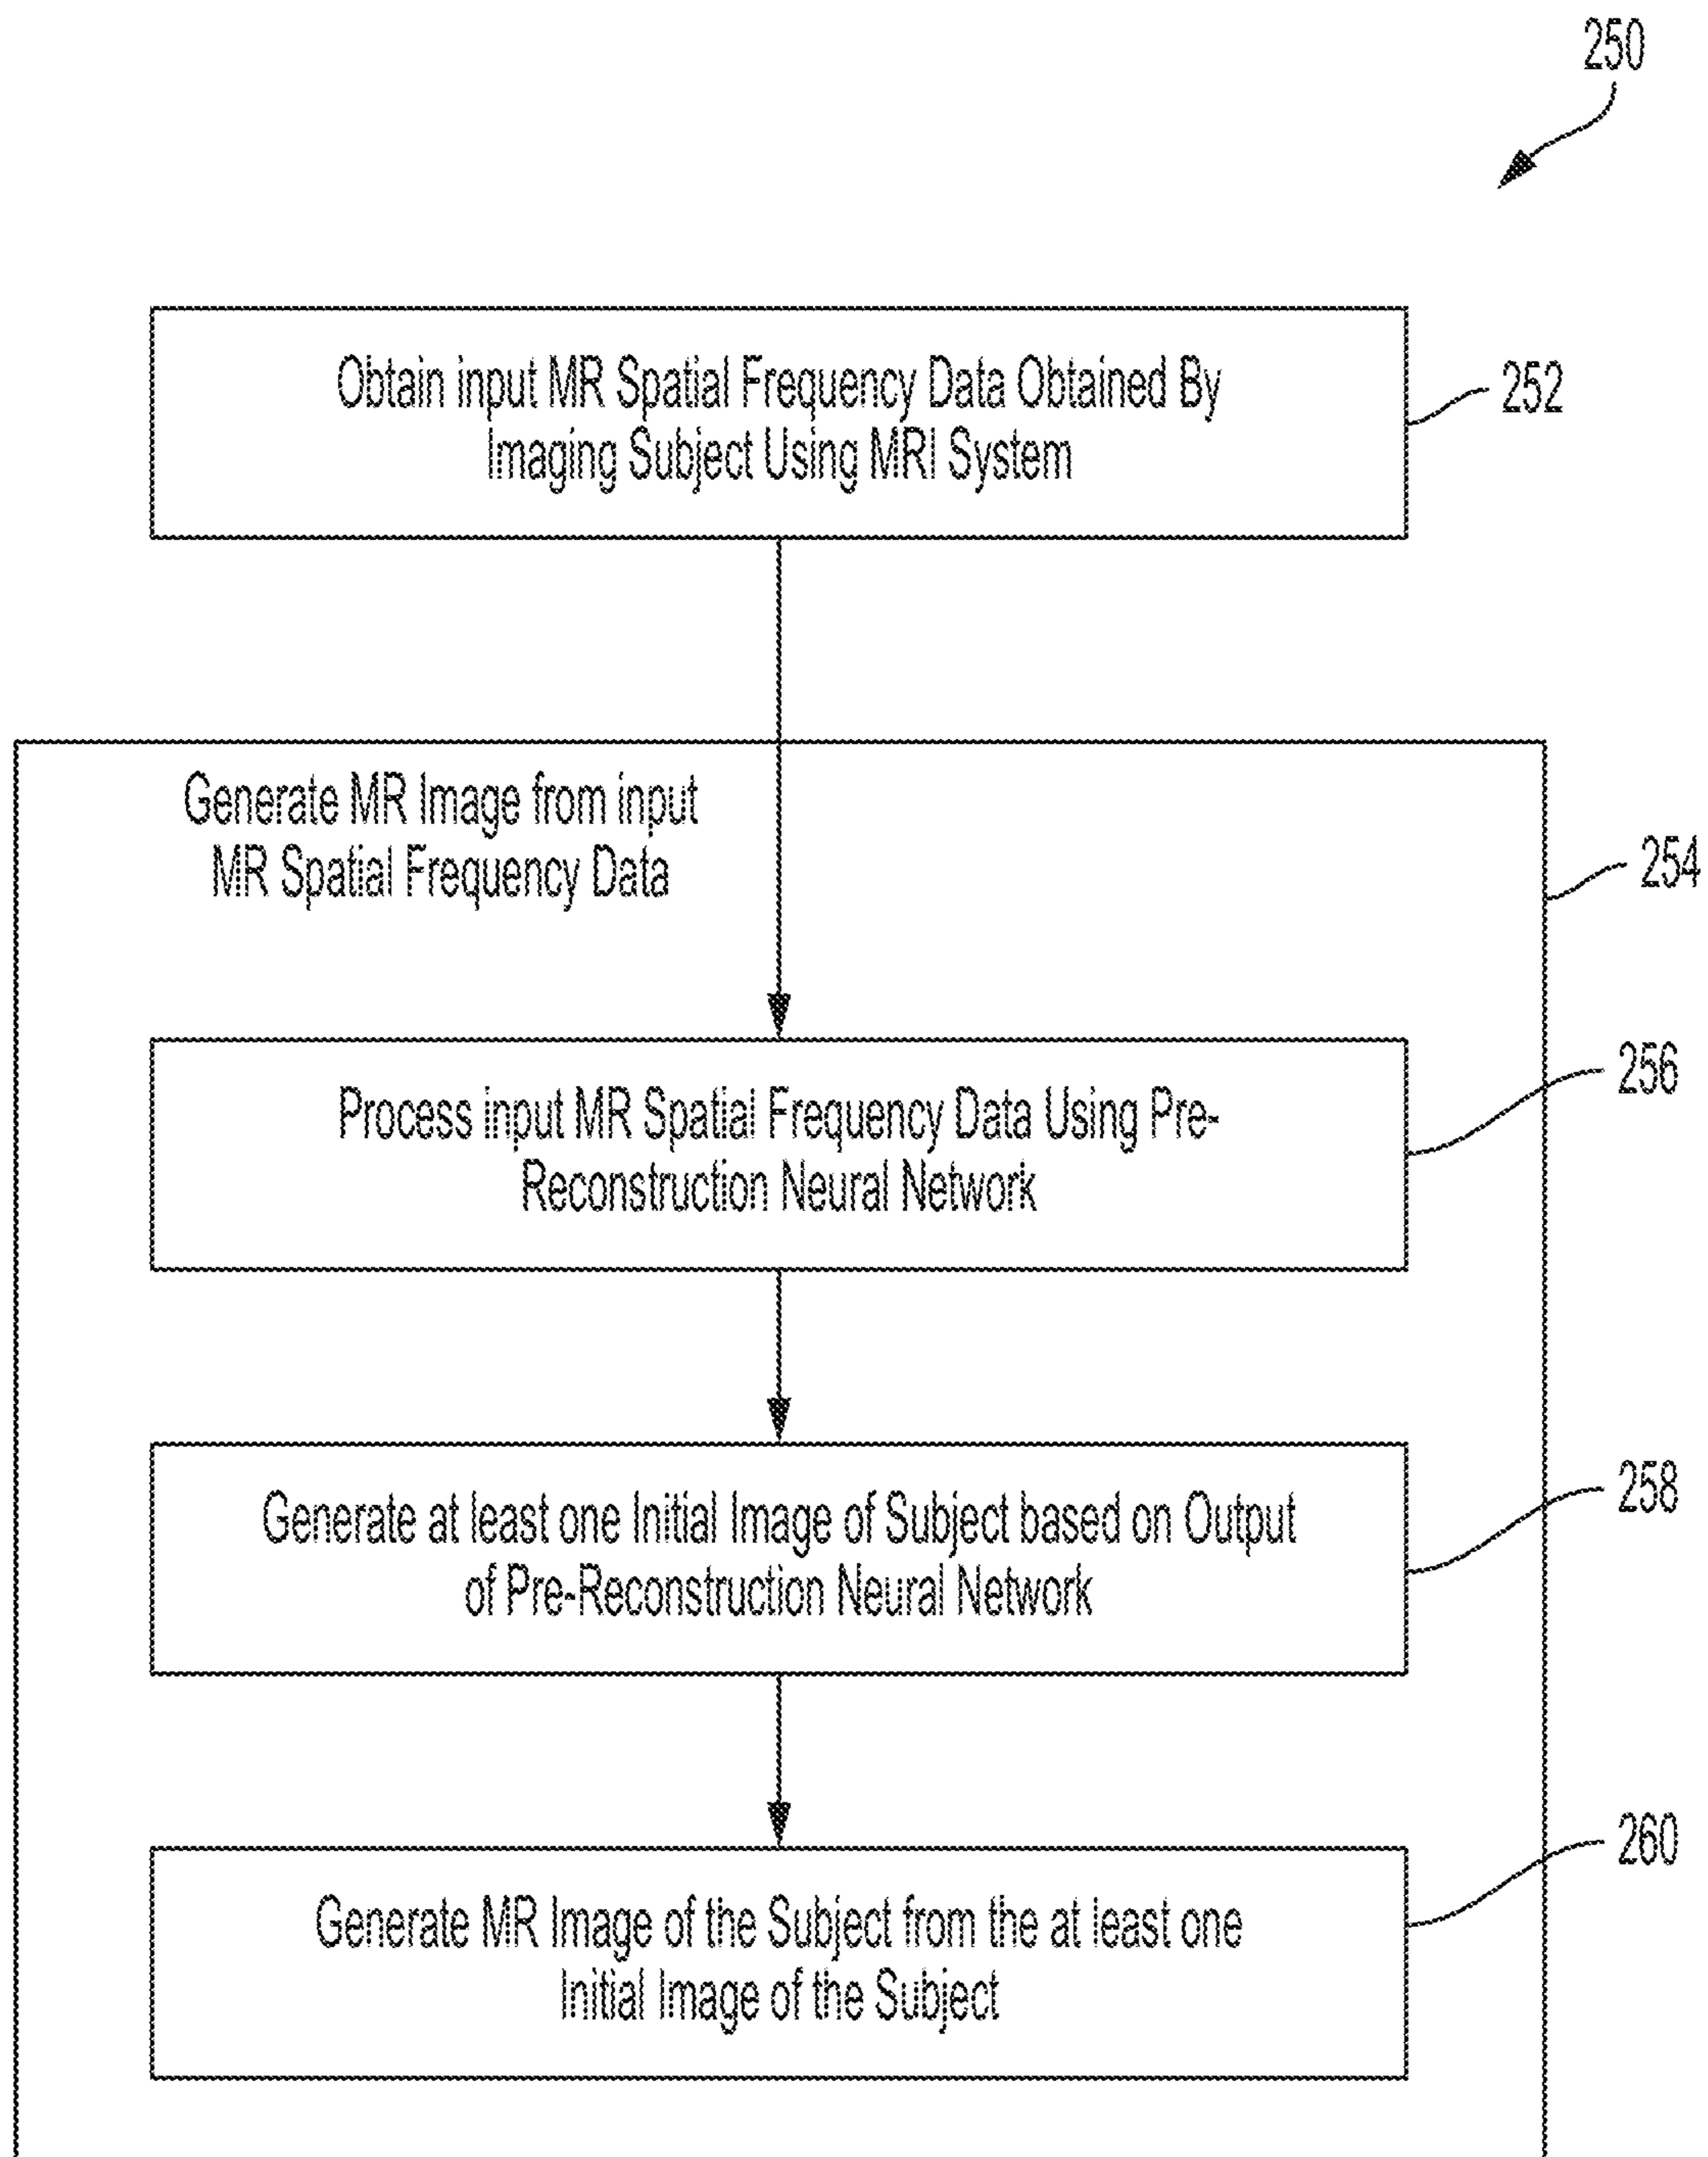 250
Obtain input MR Spatial Frequency Data Obtained By
Imaging Subject Using MRI System
252
Generate MR Image from input
MR Spatial Frequency Data
254
Process input MR Spatial Frequency Data Using Pre-
Reconstruction Neural Network
256
Generate at least one Initial Image of Subject based on Output
of Pre-Reconstruction Neural Network
258
Generate MR Image of the Subject from the at least one
Initial Image of the Subject
260